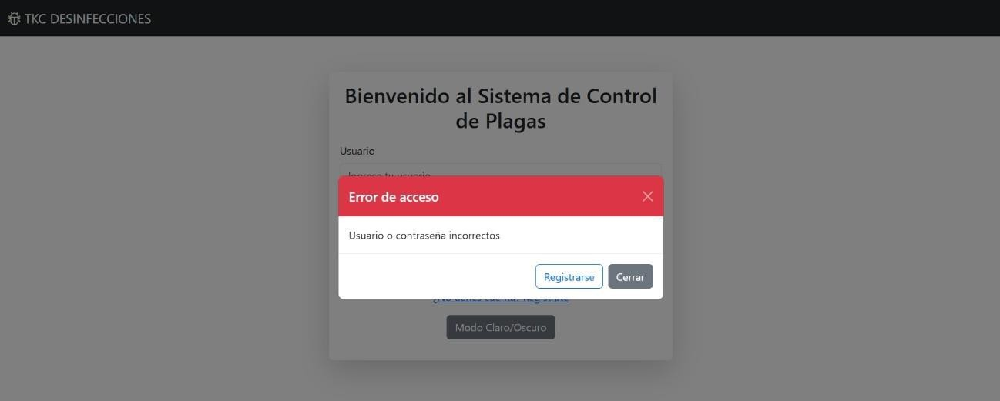 TKC DESINFECCIONES
Bienvenido al Sistema de Control
de Plagas
Usuario
Ingresa tu usuario
Error de acceso
Usuario o contraseña incorrectos
Registrarse Cerrar
¿No tienes cuenta? Regístrate
Modo Claro/Oscuro